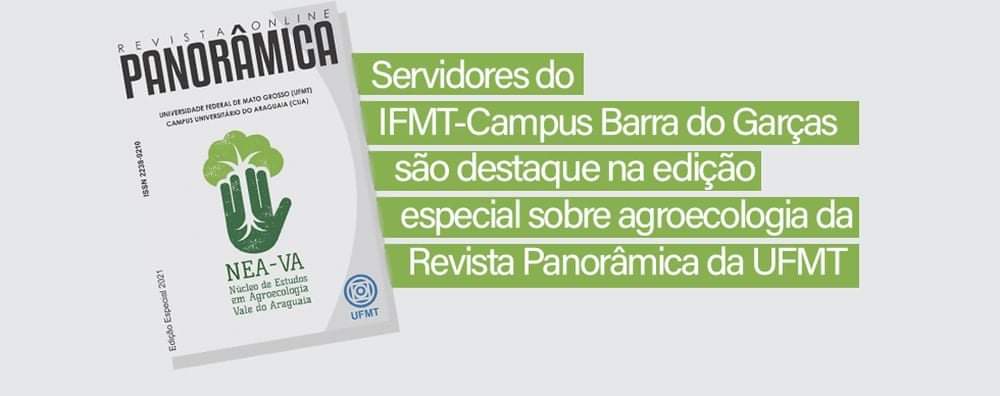 REVISTA ONLINE
PANORÂMICA
UNIVERSIDADE FEDERAL DE MATO GROSSO (UFMT)
CAMPUS UNIVERSITÁRIO DO ARAGUAIA (CUA)
ISSN 2238-9210
NEA-VA
Núcleo de Estudos
em Agroecologia
Vale do Araguaia
Edição Especial 2021
UFMT
Servidores do
IFMT-Campus Barra do Garças
são destaque na edição
especial sobre agroecologia da
Revista Panorâmica da UFMT